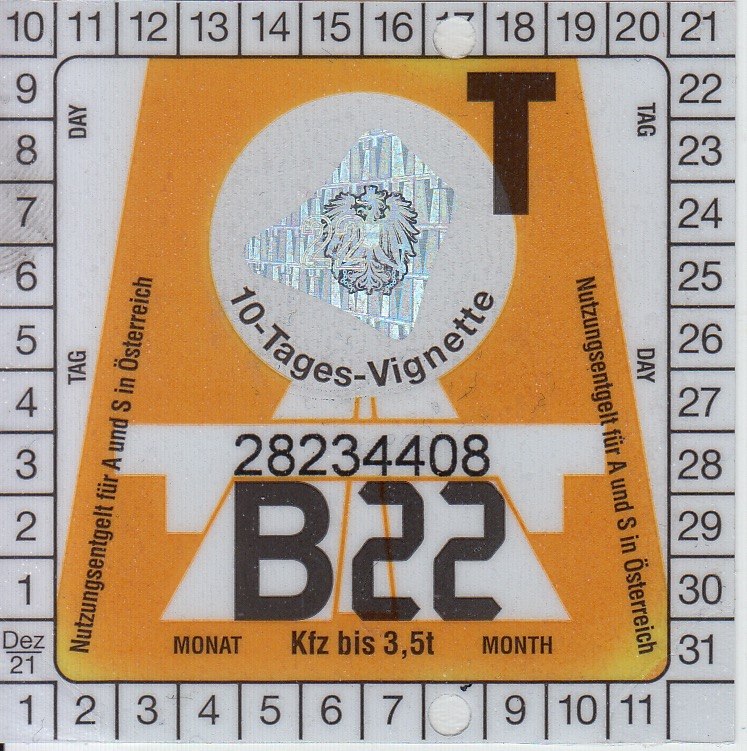 10 11 12 13 14 15 16 17 18 19 20 21
9
8
7
6
5
4
3
2
1
Dez
21
22
23
24
25
26
27
28
29
30
31
1 2 3 4 5 6 7 9 10 11
DAY
TAG
TAG
DAY
T
22
10-Tages-Vignette
Nutzungsentgelt für A und S in Österreich
Nutzungsentgelt für A und S in Österreich
28234408
B22
MONAT Kfz bis 3,5t MONTH